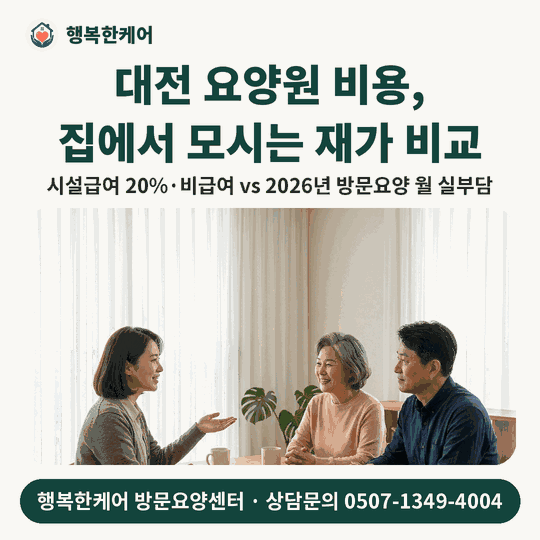 행복한케어
대전 요양원 비용,
집에서 모시는 재가 비교
시설급여 20%·비급여 vs 2026년 방문요양 월 실부담
행복한케어 방문요양센터 · 상담문의 0507-1349-4004